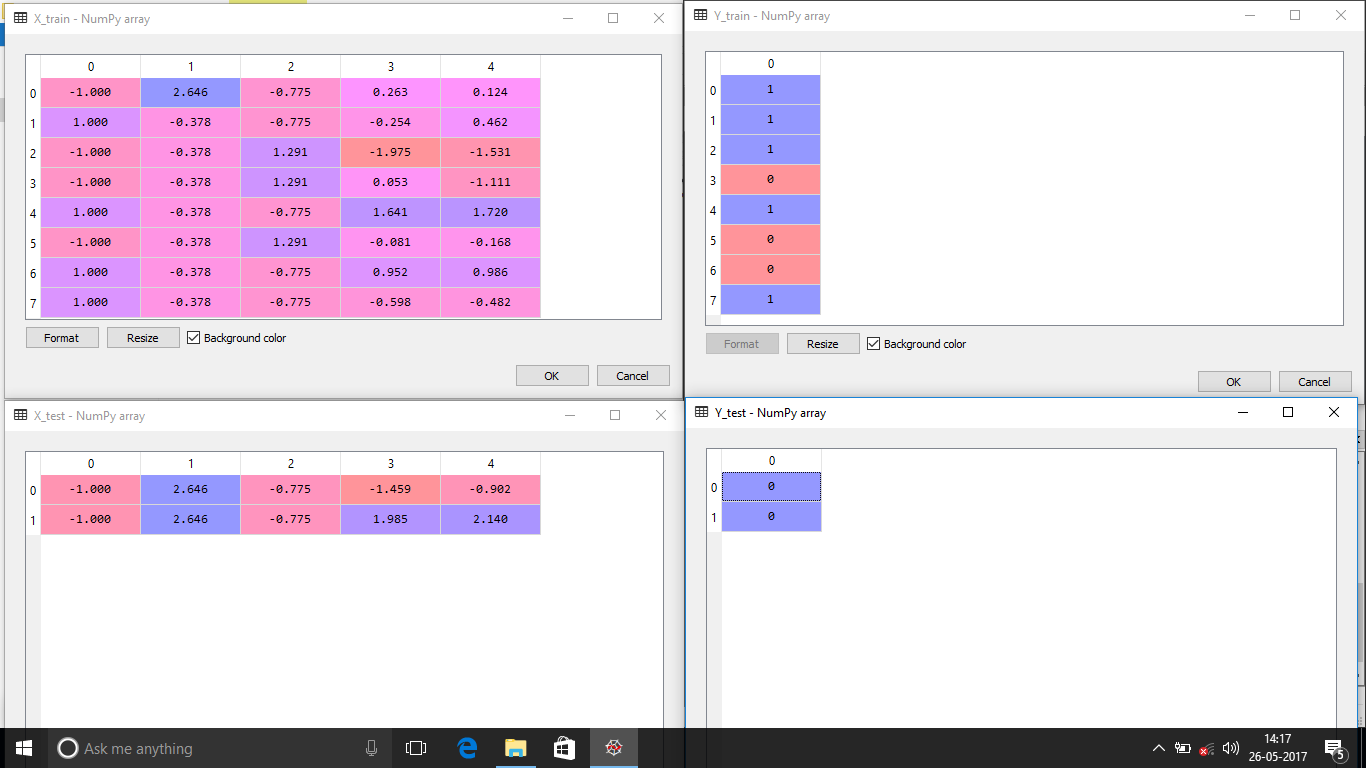 X_train - NumPy array
0 1 2 3 4
0 -1.000 2.646 -0.775 0.263 0.124
1 1.000 -0.378 -0.775 -0.254 0.462
2 -1.000 -0.378 1.291 -1.975 -1.531
3 -1.000 -0.378 1.291 0.053 -1.111
4 1.000 -0.378 -0.775 1.641 1.720
5 -1.000 -0.378 1.291 -0.081 -0.168
6 1.000 -0.378 -0.775 0.952 0.986
7 1.000 -0.378 -0.775 -0.598 -0.482
Format Resize Background color
OK Cancel
Y_train - NumPy array
0
0 1
1 1
2 1
3 0
4 1
5 0
6 0
7 1
Format Resize Background color
OK Cancel
X_test - NumPy array
0 1 2 3 4
0 -1.000 2.646 -0.775 -1.459 -0.902
1 -1.000 2.646 -0.775 1.985 2.140
Y_test - NumPy array
0
0 0
1 0
Ask me anything
14:17
26-05-2017
5